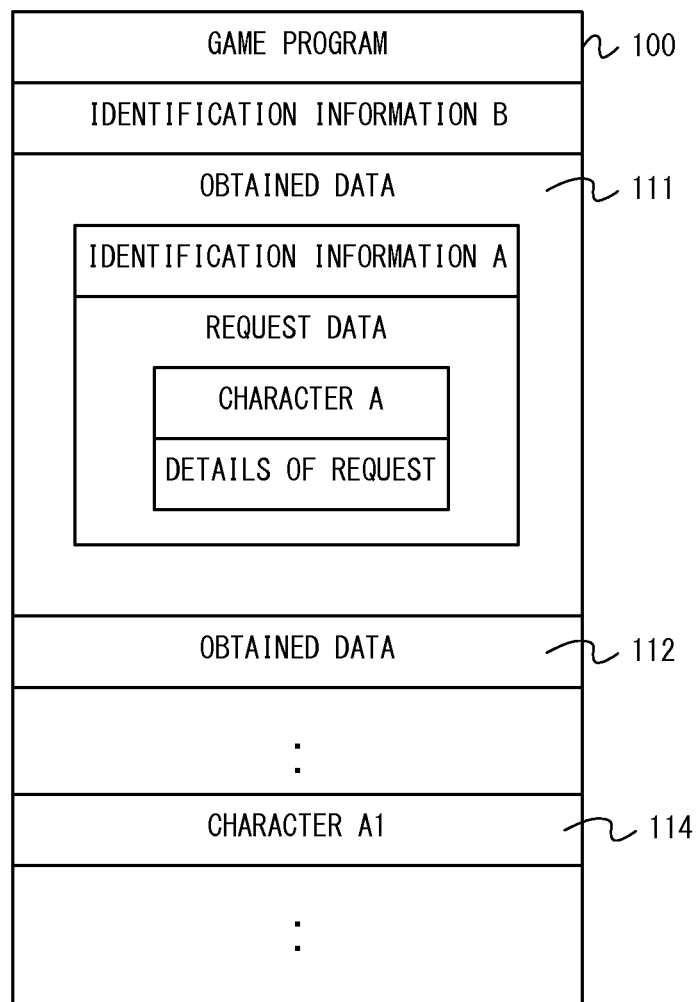 GAME PROGRAM 100
IDENTIFICATION INFORMATION B
OBTAINED DATA 111
IDENTIFICATION INFORMATION A
REQUEST DATA
CHARACTER A
DETAILS OF REQUEST
OBTAINED DATA 112
:
CHARACTER A1 114
: